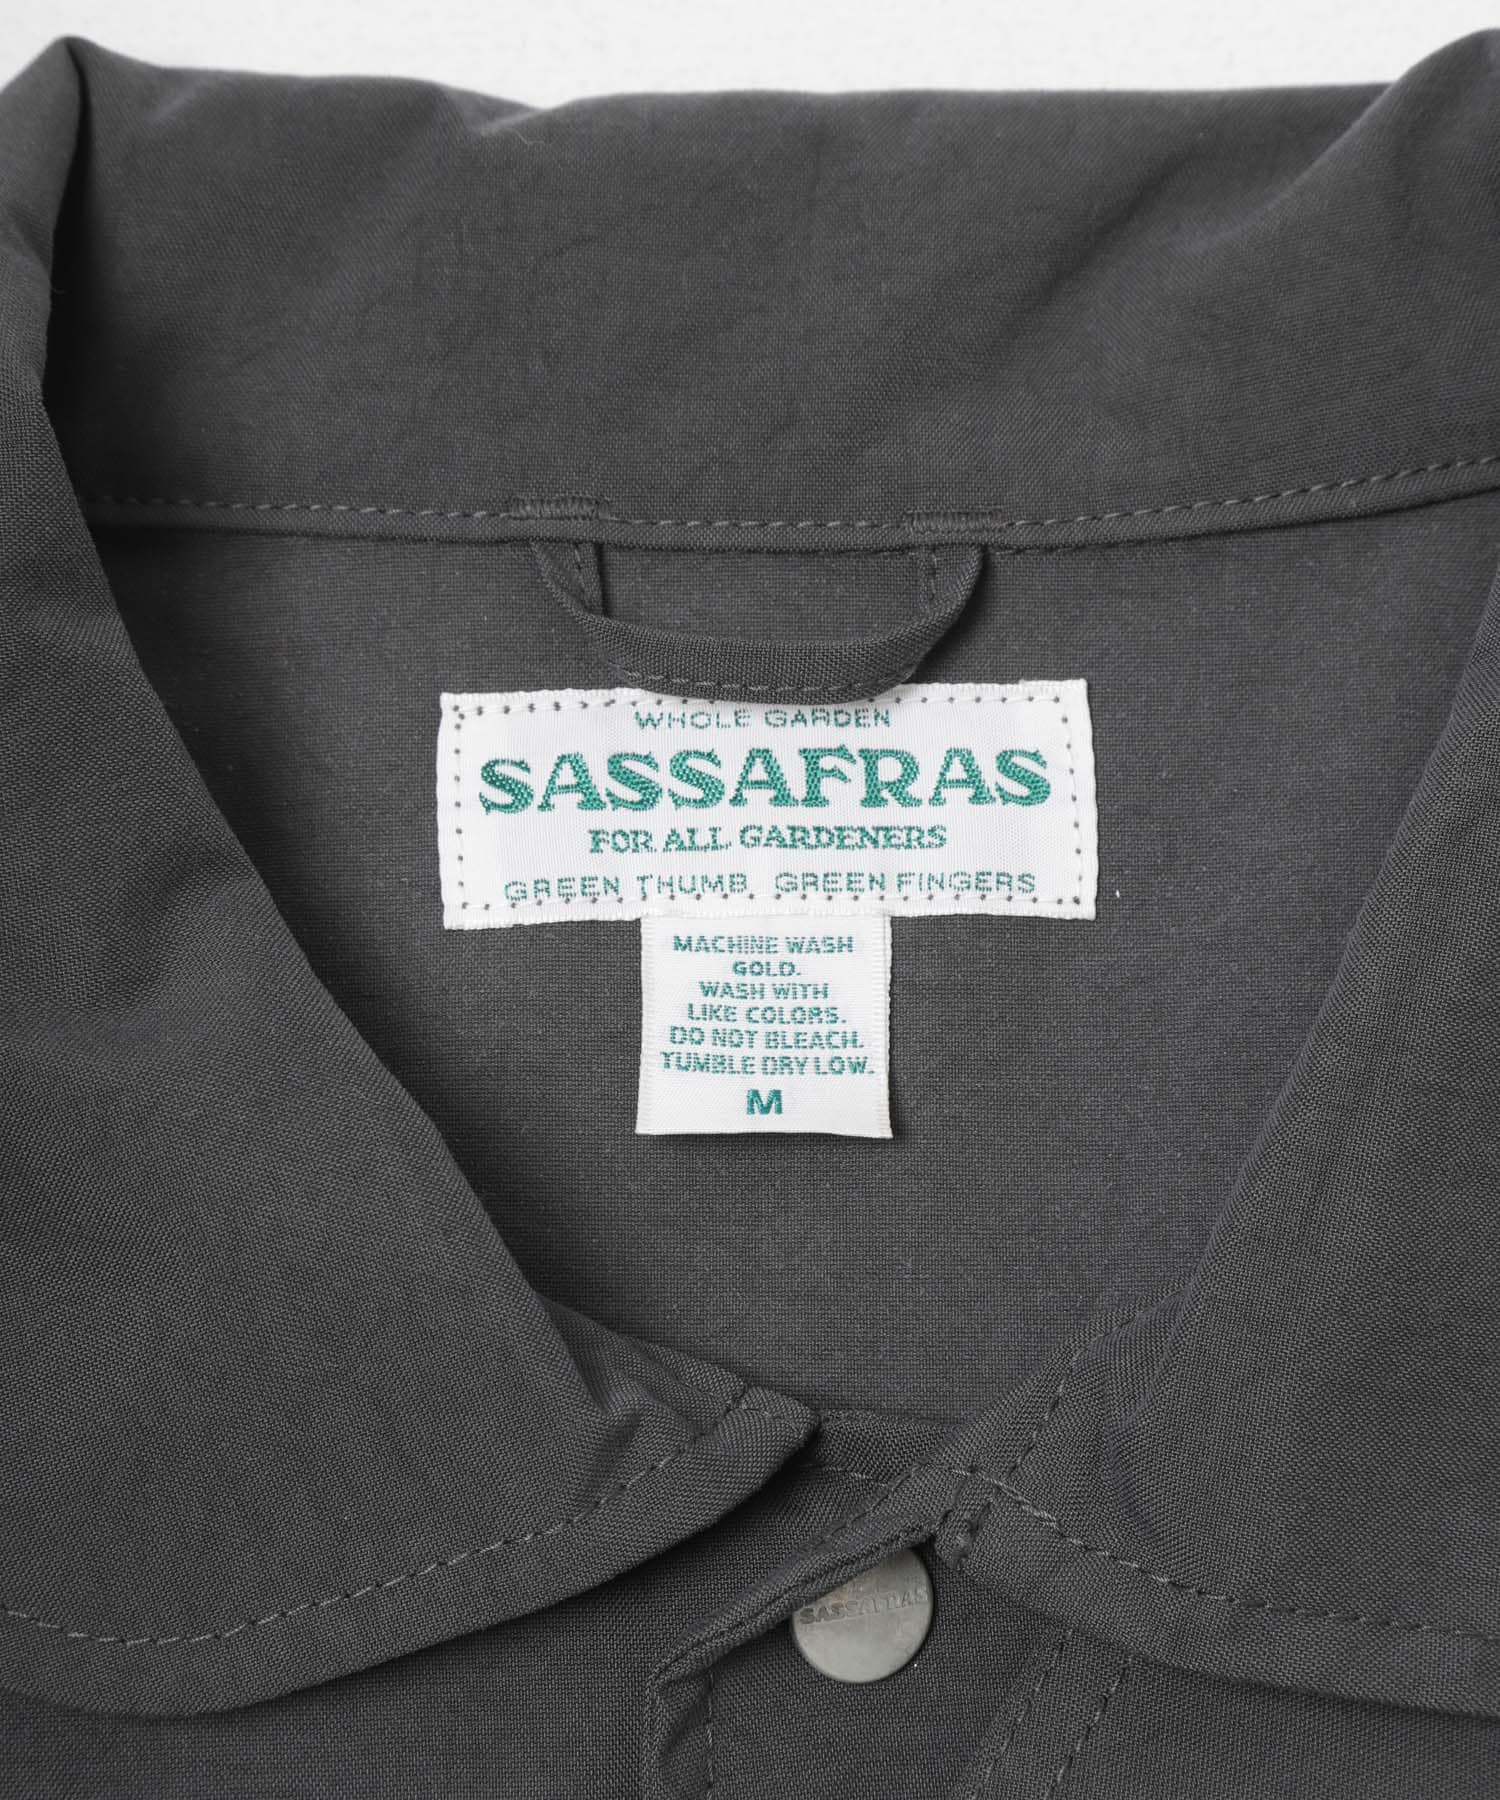 WHOLE GARDEN
SASSAFRAS
FOR ALL GARDENERS
GREEN THUMB, GREEN FINGERS
MACHINE WASH
GOLD.
WASH WITH
LIKE COLORS.
DO NOT BLEACH.
TUMBLE DRY LOW.
M
SASSAFRAS